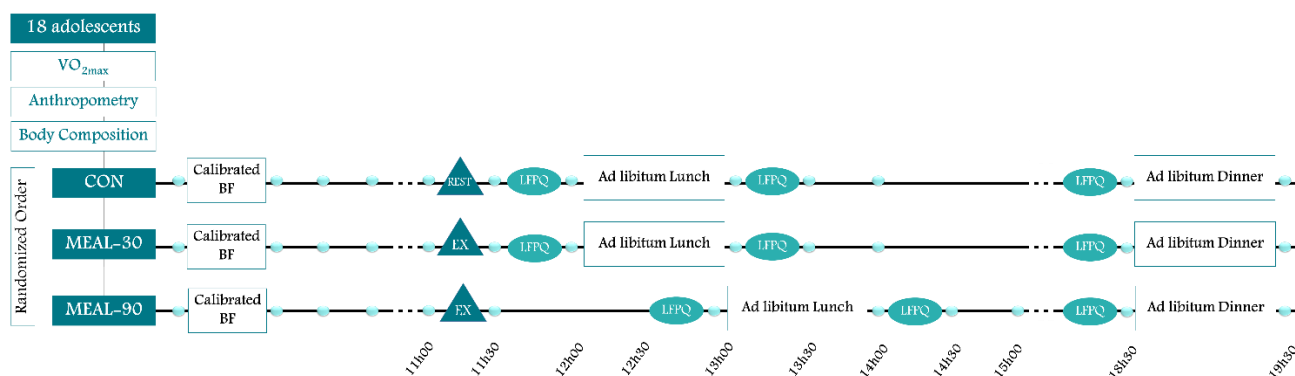 18 adolescents
VO2max
Anthropometry
Body Composition
Randomized Order
CON
Calibrated
BF
REST
LFPQ
Ad libitum Lunch
LFPQ
LFPQ
Ad libitum Dinner
MEAL-30
Calibrated
BF
EX
LFPQ
Ad libitum Lunch
LFPQ
LFPQ
Ad libitum Dinner
MEAL-90
Calibrated
BF
EX
LFPQ
Ad libitum Lunch
LFPQ
LFPQ
Ad libitum Dinner
11h00
11h30
12h00
12h30
13h00
13h30
14h00
14h30
15h00
18h30
19h30